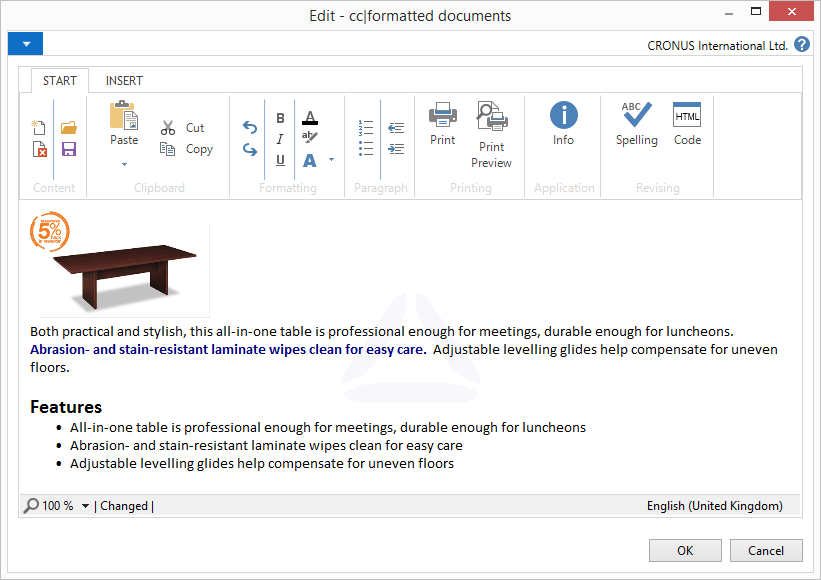 Edit - cc|formatted documents
CRONUS International Ltd. ?
START INSERT
Paste
Cut
Copy
B
I
U
A
ab
A
1
2
3
Print
Print
Preview
i
Info
ABC
Spelling
HTML
Code
Content Clipboard Formatting Paragraph Printing Application Revising
5%
Both practical and stylish, this all-in-one table is professional enough for meetings, durable enough for luncheons.
Abrasion- and stain-resistant laminate wipes clean for easy care. Adjustable levelling glides help compensate for uneven
floors.
Features
• All-in-one table is professional enough for meetings, durable enough for luncheons
• Abrasion- and stain-resistant laminate wipes clean for easy care
• Adjustable levelling glides help compensate for uneven floors
100 % | Changed | English (United Kingdom)
OK Cancel